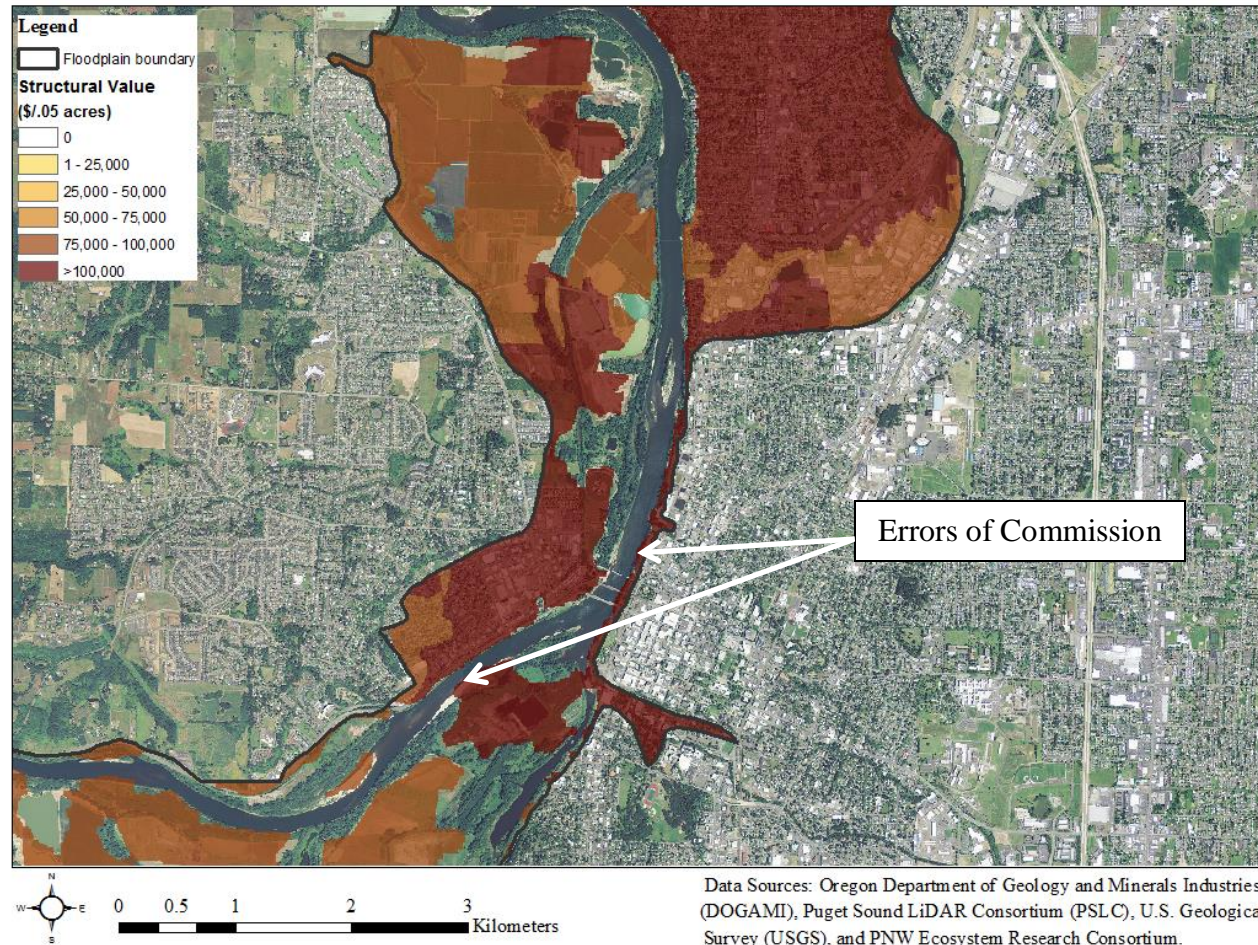 Legend
Floodplain boundary
Structural Value
($/.05 acres)
0
1 - 25,000
25,000 - 50,000
50,000 - 75,000
75,000 - 100,000
>100,000
Errors of Commission
N
W
E
S
0 0.5 1 2 3
Kilometers
Data Sources: Oregon Department of Geology and Minerals Industries
(DOGAMI), Puget Sound LiDAR Consortium (PSLC), U.S. Geologica
Survey (USGS), and PNW Ecosystem Research Consortium.